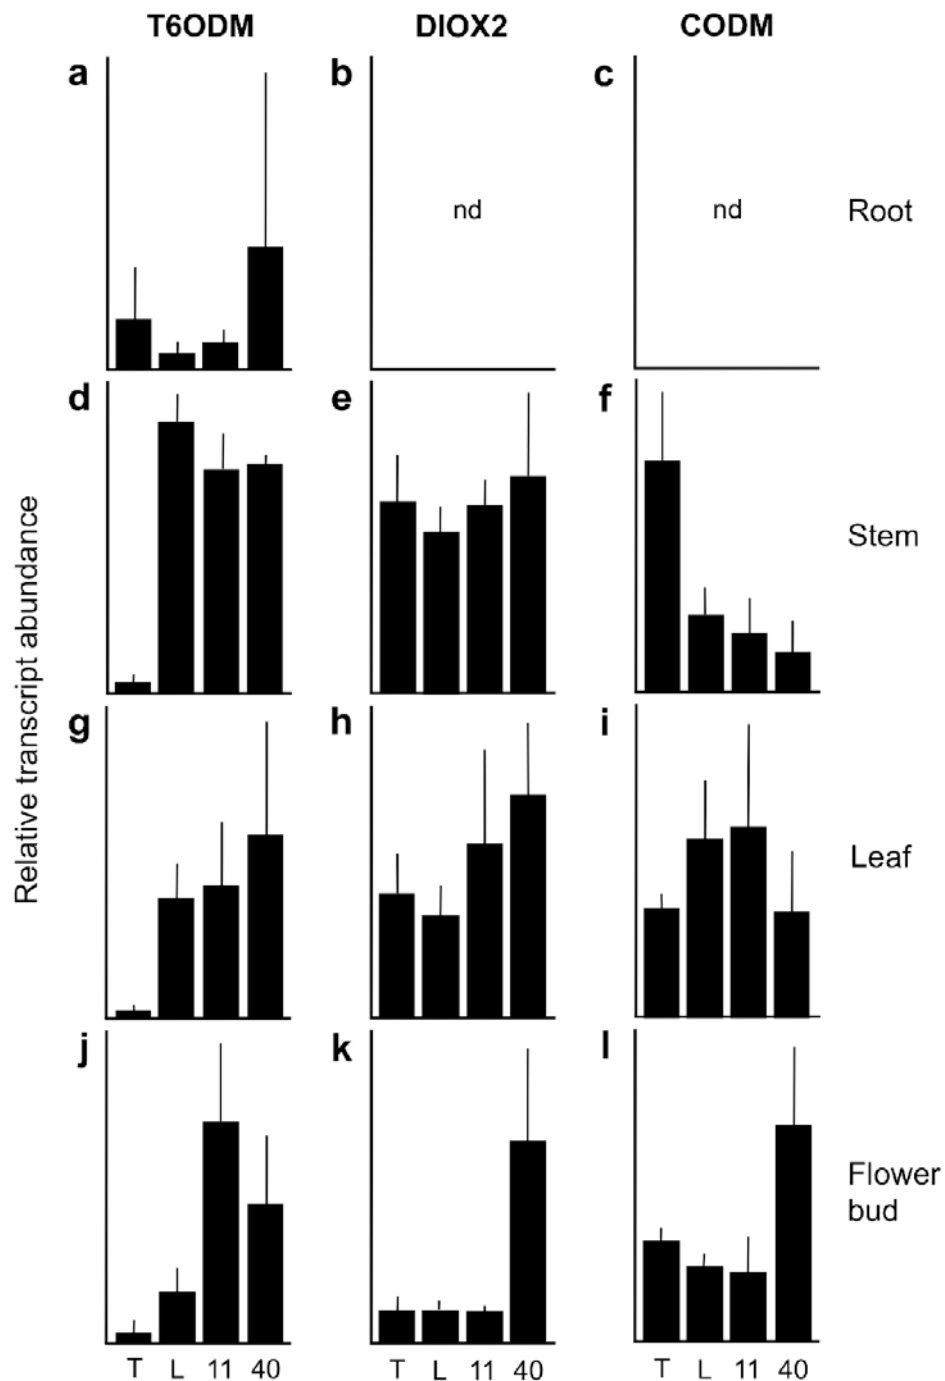 T6ODM DIOX2 CODM
a b c
nd nd Root
d e f
Stem
Relative transcript abundance
g h i
Leaf
j k l
Flower
bud
T L 11 40 T L 11 40 T L 11 40